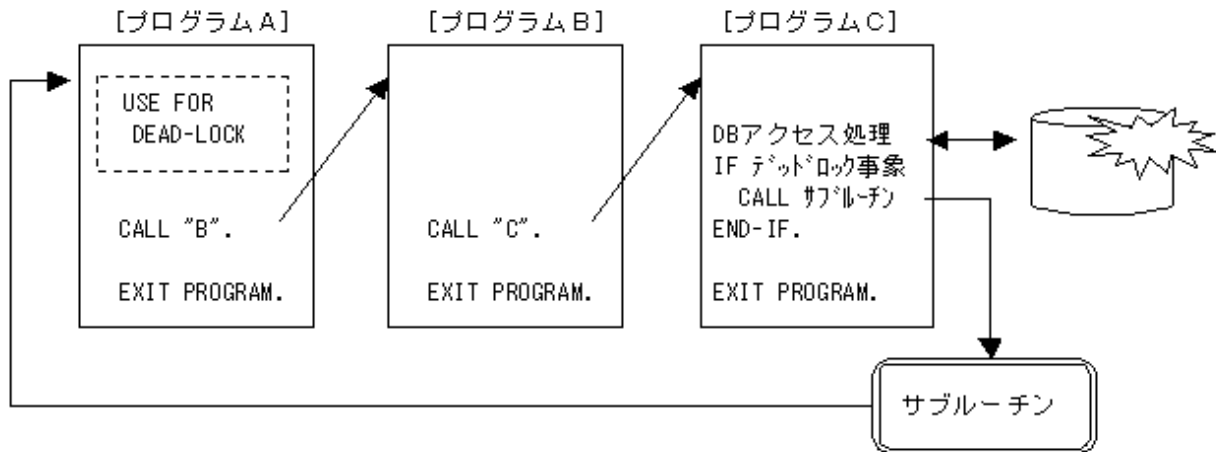 [プログラムA]
USE FOR
DEAD-LOCK
CALL "B".
EXIT PROGRAM.
[プログラムB]
CALL "C".
EXIT PROGRAM.
[プログラムC]
DBアクセス処理
IF デッドロック事象
CALL サブルーチン
END-IF.
EXIT PROGRAM.
サブルーチン